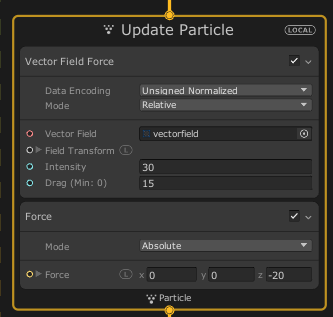 Update Particle LOCAL
Vector Field Force
Data Encoding Unsigned Normalized
Mode Relative
Vector Field vectorfield
Field Transform L
Intensity 30
Drag (Min: 0) 15
Force
Mode Absolute
Force L x 0 y 0 z -20
Particle